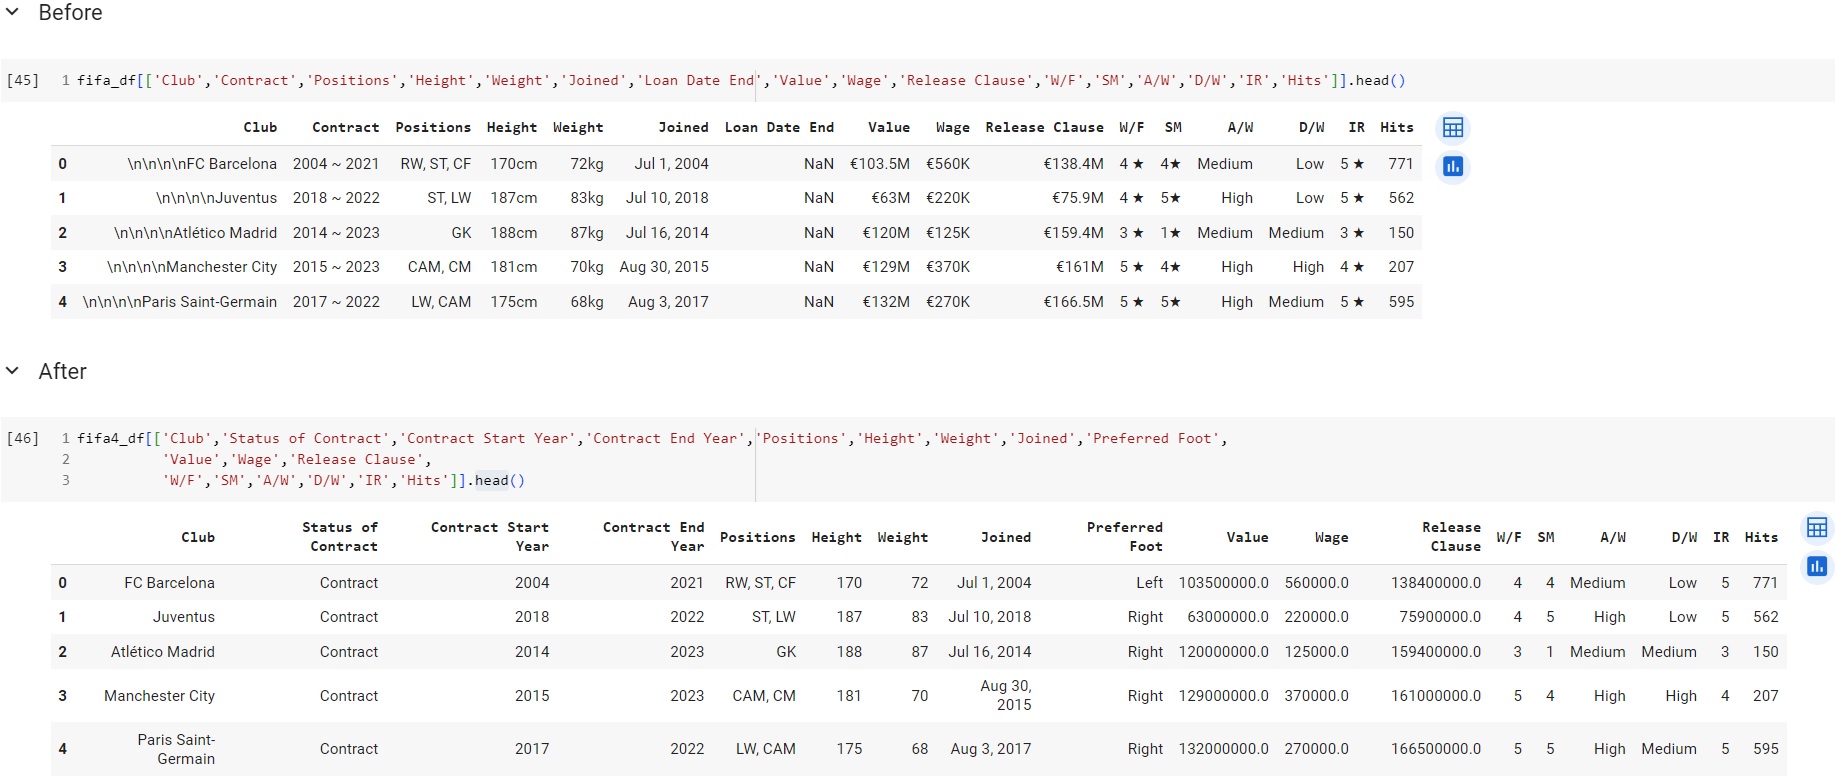 Before
[45] 1 fifa_df[['Club','Contract','Positions','Height','Weight','Joined','Loan Date End','Value','Wage','Release Clause','W/F','SM','A/W','D/W','IR','Hits']].head()
Club Contract Positions Height Weight Joined Loan Date End Value Wage Release Clause W/F SM A/W D/W IR Hits
0 \n\n\n\nFC Barcelona 2004 ~ 2021 RW, ST, CF 170cm 72kg Jul 1, 2004 NaN €103.5M €560K €138.4M 4 ★ 4★ Medium Low 5 ★ 771
1 \n\n\n\nJuventus 2018 ~ 2022 ST, LW 187cm 83kg Jul 10, 2018 NaN €63M €220K €75.9M 4 ★ 5★ High Low 5 ★ 562
2 \n\n\n\nAtlético Madrid 2014 ~ 2023 GK 188cm 87kg Jul 16, 2014 NaN €120M €125K €159.4M 3 ★ 1★ Medium Medium 3 ★ 150
3 \n\n\n\nManchester City 2015 ~ 2023 CAM, CM 181cm 70kg Aug 30, 2015 NaN €129M €370K €161M 5 ★ 4★ High High 4 ★ 207
4 \n\n\n\nParis Saint-Germain 2017 ~ 2022 LW, CAM 175cm 68kg Aug 3, 2017 NaN €132M €270K €166.5M 5 ★ 5★ High Medium 5 ★ 595
After
[46] 1 fifa4_df[['Club','Status of Contract','Contract Start Year','Contract End Year','Positions','Height','Weight','Joined','Preferred Foot',
2 'Value','Wage','Release Clause',
3 'W/F','SM','A/W','D/W','IR','Hits']].head()
Club Status of Contract Contract Start Year Contract End Year Positions Height Weight Joined Preferred Foot Value Wage Release Clause W/F SM A/W D/W IR Hits
0 FC Barcelona Contract 2004 2021 RW, ST, CF 170 72 Jul 1, 2004 Left 103500000.0 560000.0 138400000.0 4 4 Medium Low 5 771
1 Juventus Contract 2018 2022 ST, LW 187 83 Jul 10, 2018 Right 63000000.0 220000.0 75900000.0 4 5 High Low 5 562
2 Atlético Madrid Contract 2014 2023 GK 188 87 Jul 16, 2014 Right 120000000.0 125000.0 159400000.0 3 1 Medium Medium 3 150
3 Manchester City Contract 2015 2023 CAM, CM 181 70 Aug 30, 2015 Right 129000000.0 370000.0 161000000.0 5 4 High High 4 207
4 Paris Saint-Germain Contract 2017 2022 LW, CAM 175 68 Aug 3, 2017 Right 132000000.0 270000.0 166500000.0 5 5 High Medium 5 595